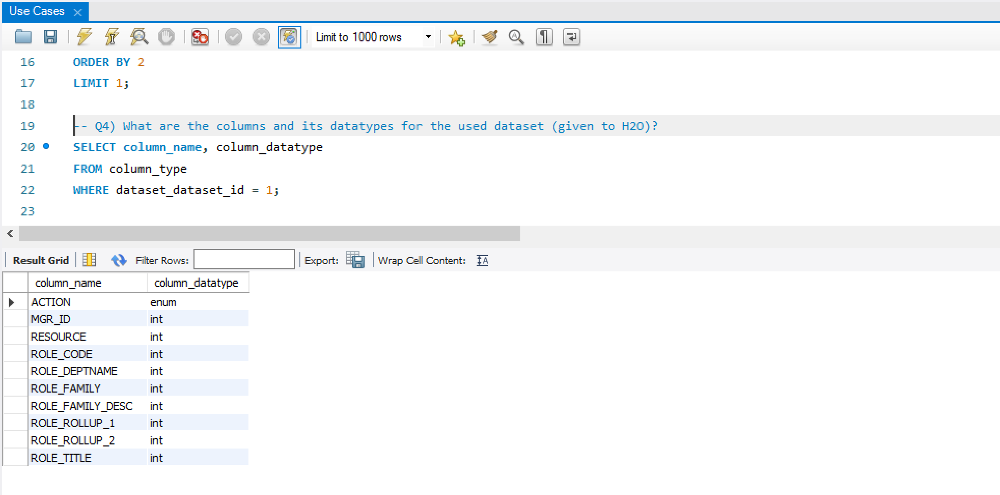 Use Cases
Limit to 1000 rows
16 ORDER BY 2
17 LIMIT 1;
18
19 -- Q4) What are the columns and its datatypes for the used dataset (given to H2O)?
20 SELECT column_name, column_datatype
21 FROM column_type
22 WHERE dataset_dataset_id = 1;
23
Result Grid Filter Rows: Export: Wrap Cell Content:
column_name column_datatype
ACTION enum
MGR_ID int
RESOURCE int
ROLE_CODE int
ROLE_DEPTNAME int
ROLE_FAMILY int
ROLE_FAMILY_DESC int
ROLE_ROLLUP_1 int
ROLE_ROLLUP_2 int
ROLE_TITLE int